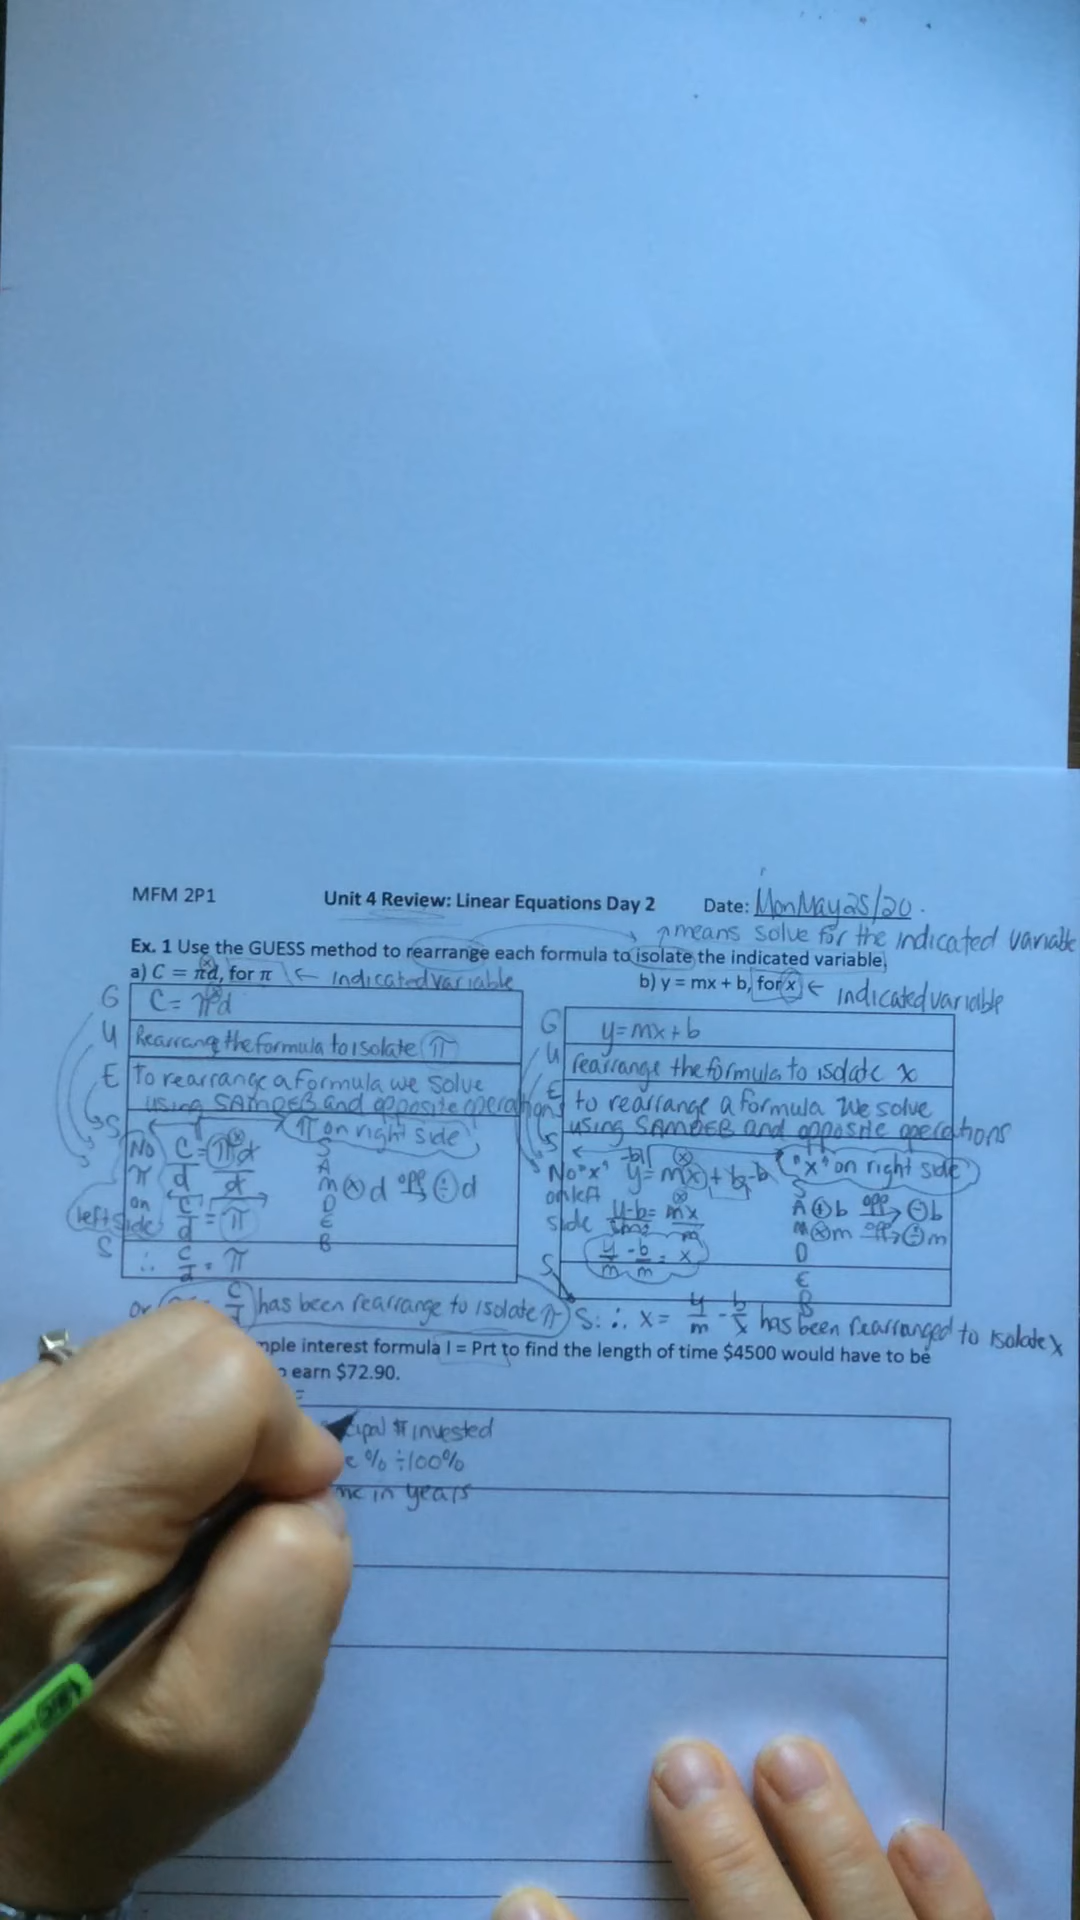 MFM 2P1 Unit 4 Review: Linear Equations Day 2 Date: Mon May 25/20.
↗ means solve for the indicated variable
Ex. 1 Use the GUESS method to rearrange each formula to isolate the indicated variable.
a) C = πd, for π ← indicated variable
b) y = mx + b, for x ← indicated variable
G C = πd
U Rearrange the formula to isolate π
E To rearrange a formula we solve
using SAMDEB and opposite operations
S π on right side
No π on left side
C = πd
d d
C/d = π
S
A
M ⊗d opp→ ÷d
D
E
B
S ∴ C/d = π
or C/d has been rearrange to isolate π
G y=mx+b
U rearrange the formula to isolate x
E to rearrange a formula we solve
using SAMDEB and opposite operations
S "x" on right side
No "x" on left side
-b y = mx + b -b
y-b = mx
m
y/m - b/m = x
S
A ⊕b opp→ ⊖b
M ⊗m opp→ ÷m
D
E
B
S S: ∴ x = y/m - b/x has been rearranged to isolate x
interest formula I = Prt to find the length of time $4500 would have to be
earn $72.90.
=
$ invested
% ÷100%
in years